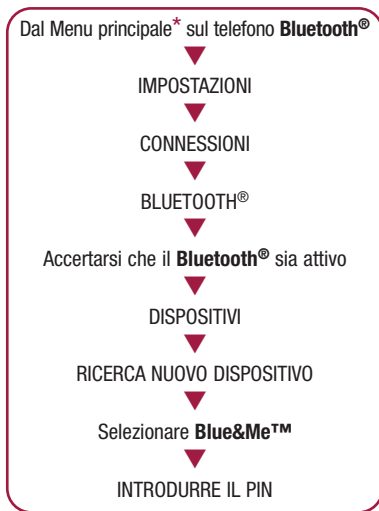 Dal Menu principale* sul telefono Bluetooth®
IMPOSTAZIONI
CONNESSIONI
BLUETOOTH®
Accertarsi che il Bluetooth® sia attivo
DISPOSITIVI
RICERCA NUOVO DISPOSITIVO
Selezionare Blue&Me™
INTRODURRE IL PIN